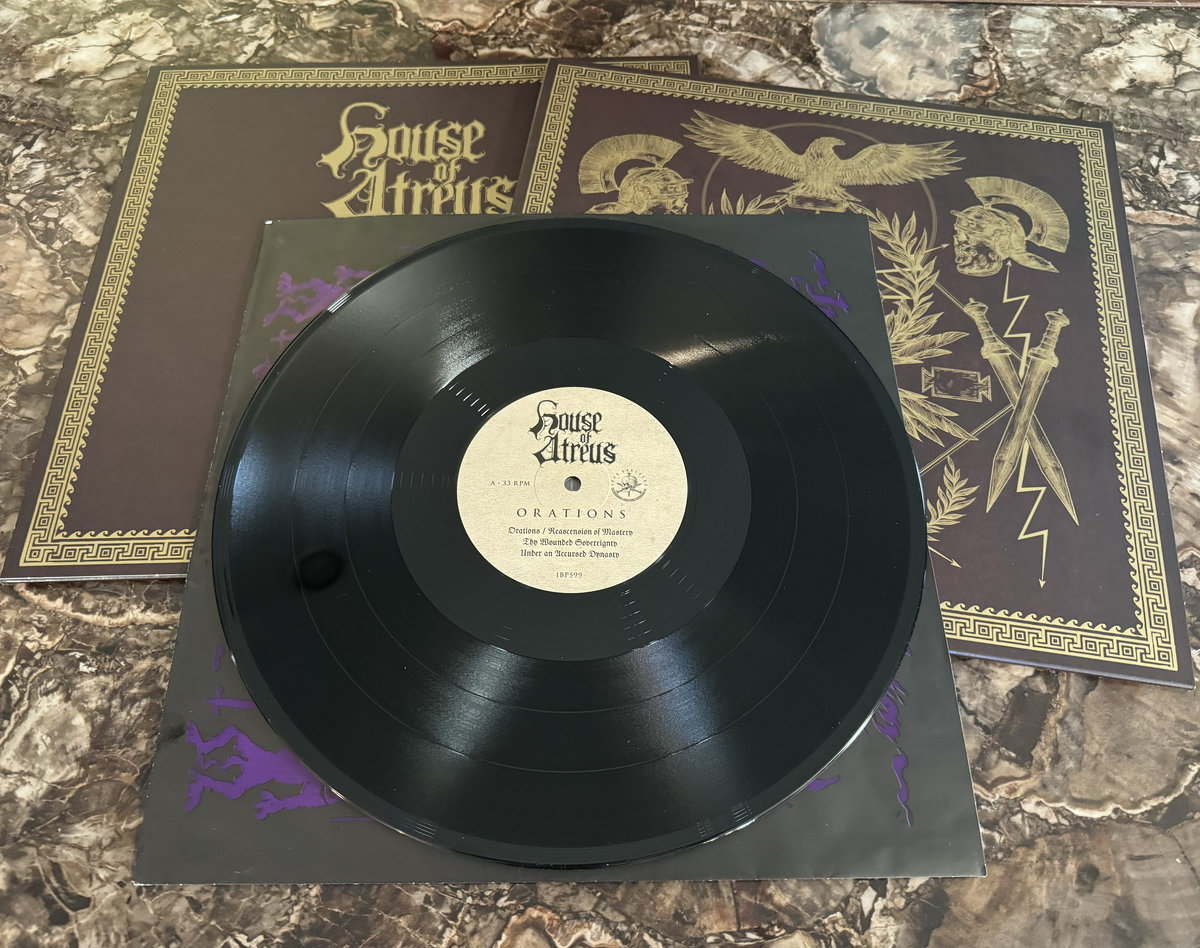 House
of
Atreus
House
of
Atreus
A · 33 RPM
ORATIONS
Orations / Reascension of Mastery
Thy Wounded Sovereignty
Under an Accursed Dynasty
IBP599